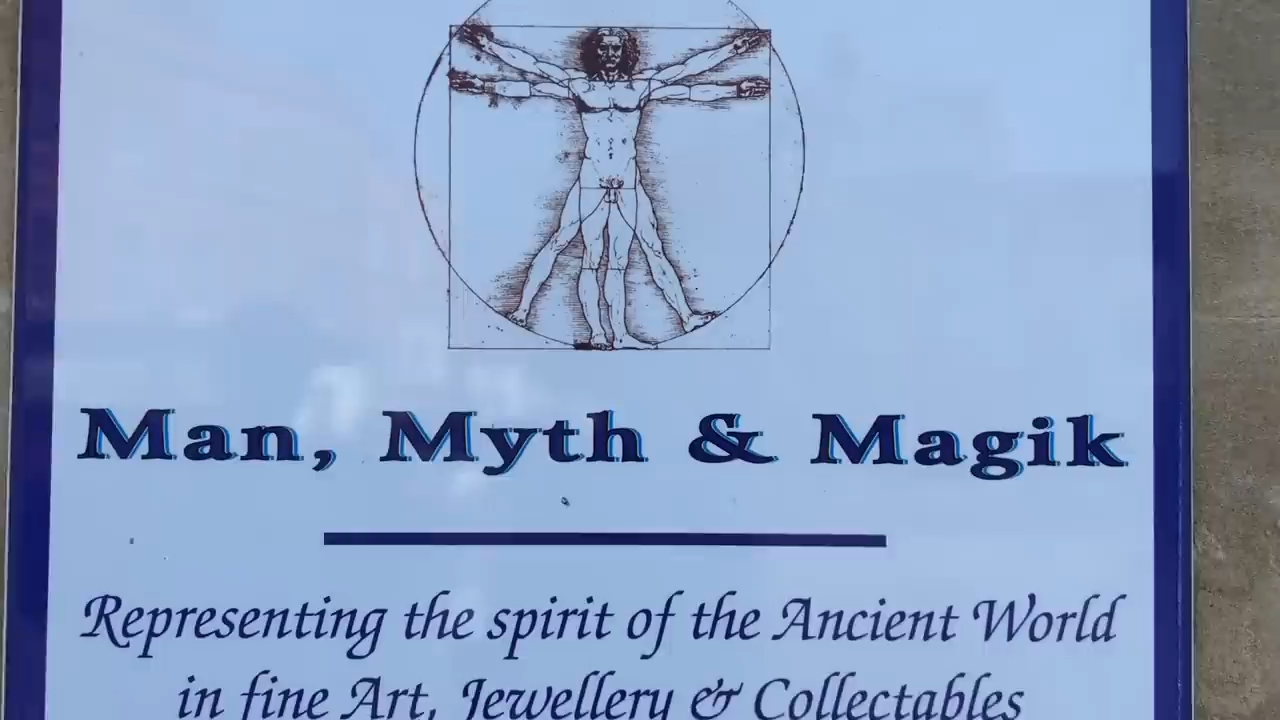 Man, Myth & Magik
Representing the spirit of the Ancient World
in fine Art, Jewellery & Collectables